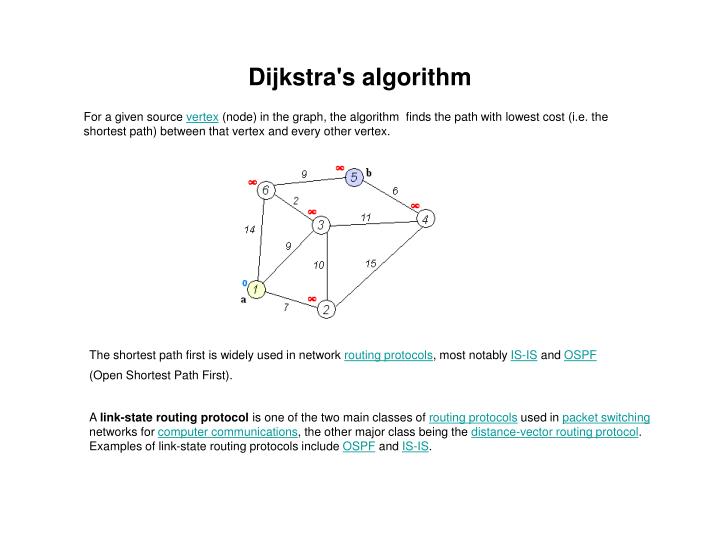 Dijkstra's algorithm
For a given source vertex (node) in the graph, the algorithm  finds the path with lowest cost (i.e. the
shortest path) between that vertex and every other vertex.
∞ 9 ∞ 5 b
∞ 6
2 6
∞ ∞
3 11 4
14
9
10 15
0
a 1 ∞
7 2
The shortest path first is widely used in network routing protocols, most notably IS-IS and OSPF
(Open Shortest Path First).
A link-state routing protocol is one of the two main classes of routing protocols used in packet switching
networks for computer communications, the other major class being the distance-vector routing protocol.
Examples of link-state routing protocols include OSPF and IS-IS.